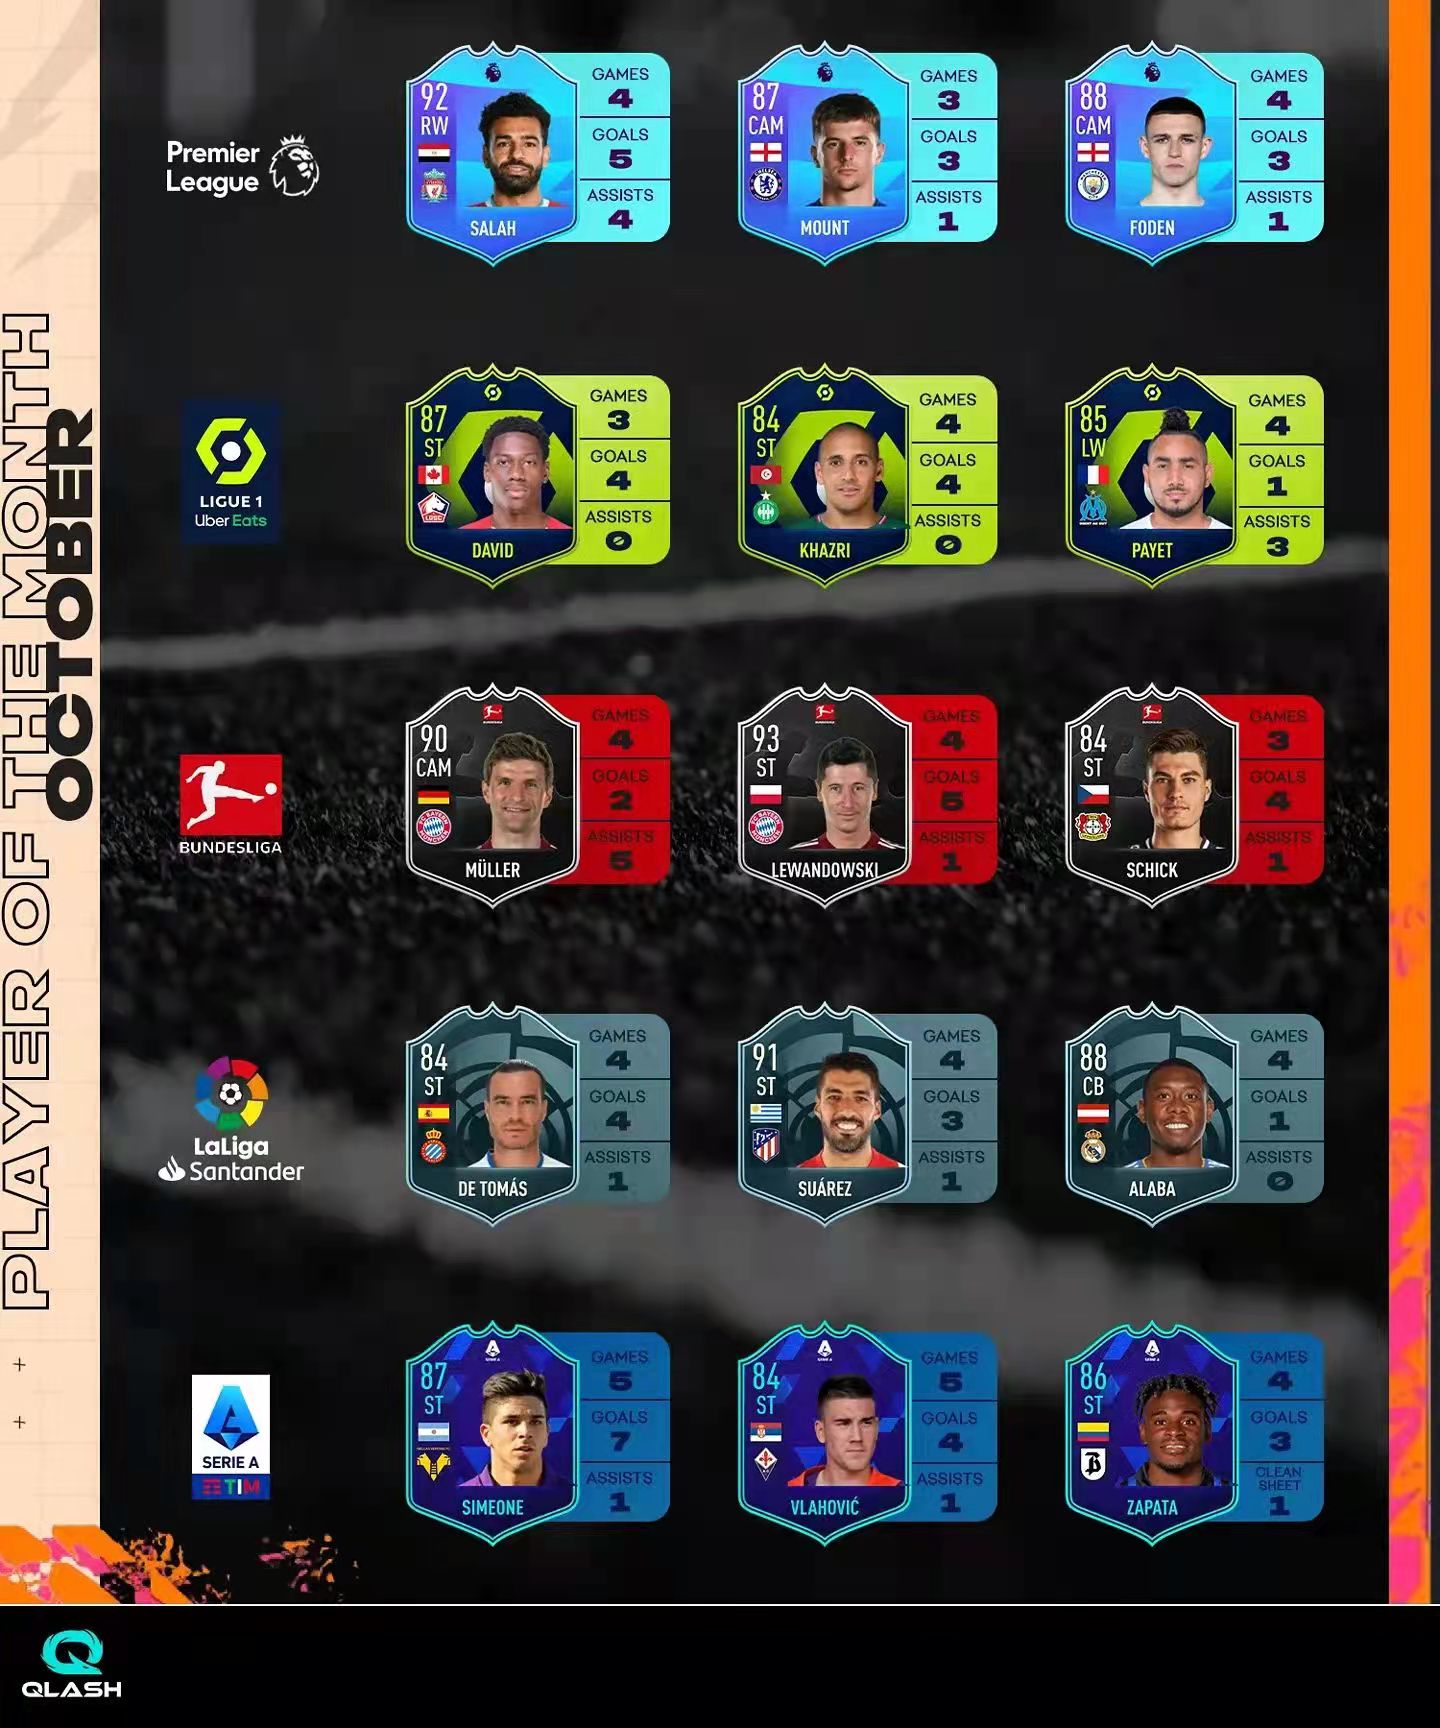 PLAYER OF THE MONTH
OCTOBER
Premier
League
92
RW
SALAH
GAMES
4
GOALS
5
ASSISTS
4
87
CAM
MOUNT
GAMES
3
GOALS
3
ASSISTS
1
88
CAM
FODEN
GAMES
4
GOALS
3
ASSISTS
1
LIGUE 1
Uber Eats
87
ST
LOSC
DAVID
GAMES
3
GOALS
4
ASSISTS
0
84
ST
KHAZRI
GAMES
4
GOALS
4
ASSISTS
0
85
LW
PAYET
GAMES
4
GOALS
1
ASSISTS
3
BUNDESLIGA
90
CAM
MÜLLER
GAMES
4
GOALS
2
ASSISTS
5
93
ST
LEWANDOWSKI
GAMES
4
GOALS
5
ASSISTS
1
84
ST
SCHICK
GAMES
3
GOALS
4
ASSISTS
1
LaLiga
Santander
84
ST
DE TOMÁS
GAMES
4
GOALS
4
ASSISTS
1
91
ST
SUÁREZ
GAMES
4
GOALS
3
ASSISTS
1
88
CB
ALABA
GAMES
4
GOALS
1
ASSISTS
0
SERIE A
TIM
87
ST
SIMEONE
GAMES
5
GOALS
7
ASSISTS
1
84
ST
VLAHOVIĆ
GAMES
5
GOALS
4
ASSISTS
1
86
ST
ZAPATA
GAMES
4
GOALS
3
CLEAN
SHEET
1
QLASH